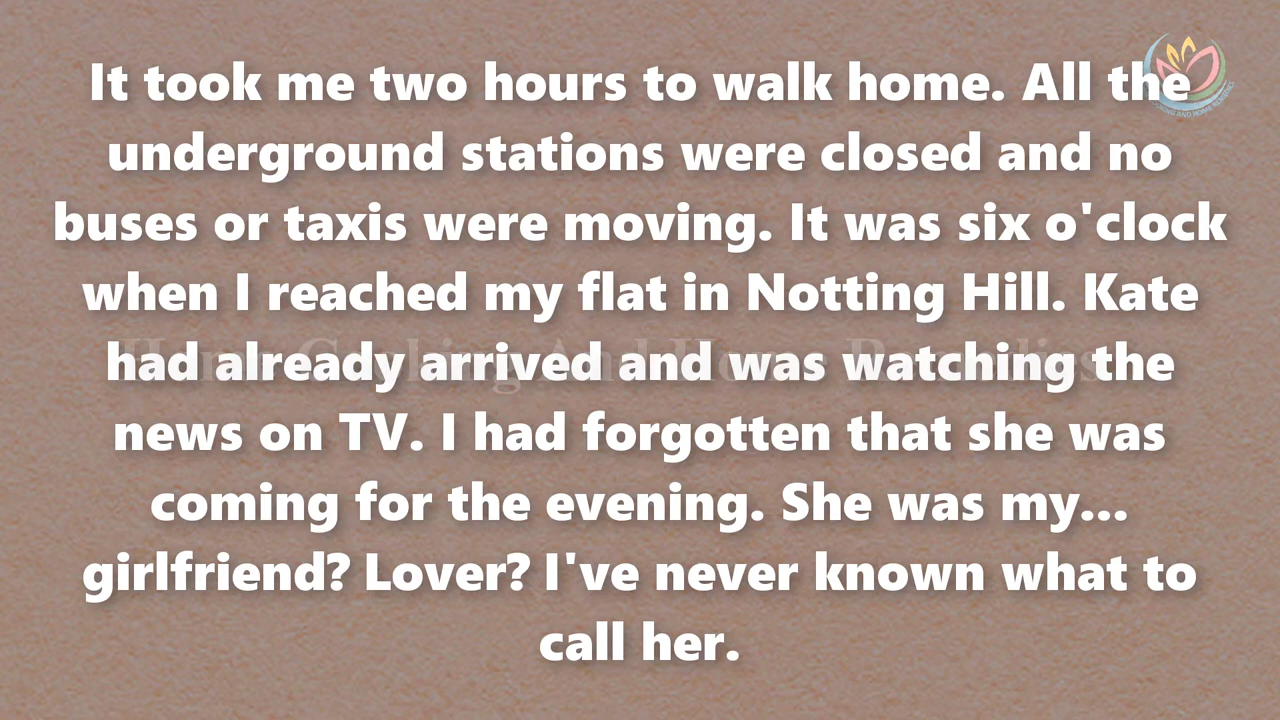 It took me two hours to walk home. All the
underground stations were closed and no
buses or taxis were moving. It was six o'clock
when I reached my flat in Notting Hill. Kate
had already arrived and was watching the
news on TV. I had forgotten that she was
coming for the evening. She was my...
girlfriend? Lover? I've never known what to
call her.